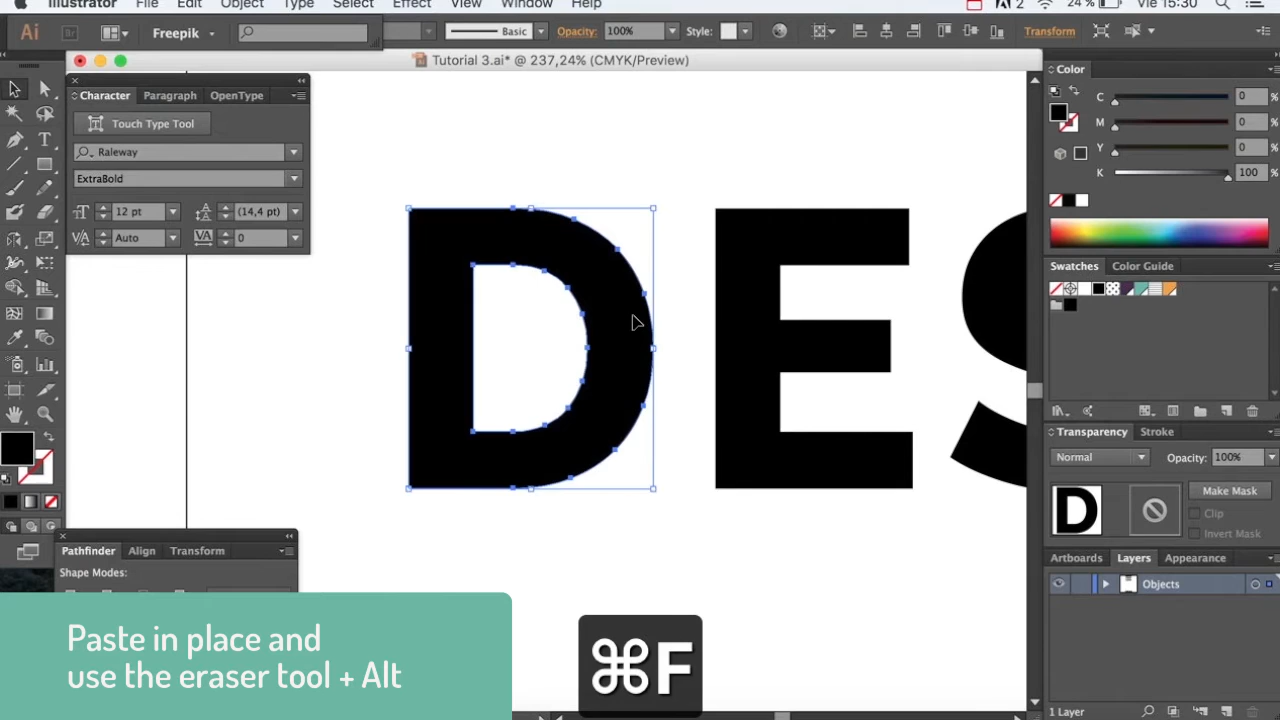 Illustrator File Edit Object Type Select Effect View Window Help 2 24 % Vie 15:30
Ai Br Freepik Basic Opacity: 100% Style: Transform
Tutorial 3.ai* @ 237,24% (CMYK/Preview)
Character Paragraph OpenType
Touch Type Tool
Raleway
ExtraBold
12 pt (14,4 pt)
Auto 0
DES
Color
C 0 %
M 0 %
Y 0 %
K 100 %
Swatches Color Guide
Transparency Stroke
Normal Opacity: 100%
D
Make Mask
Clip
Invert Mask
Artboards Layers Appearance
Objects
1 Layer
Pathfinder Align Transform
Shape Modes:
Paste in place and
use the eraser tool + Alt
⌘F